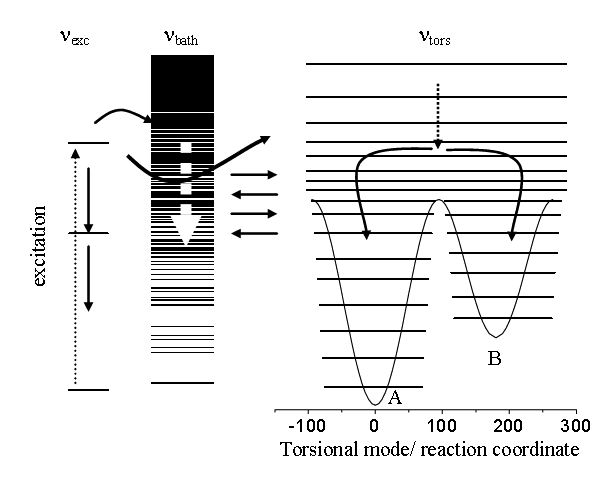 νexc νbath νtors
excitation
A
B
-100 0 100 200 300
Torsional mode/ reaction coordinate